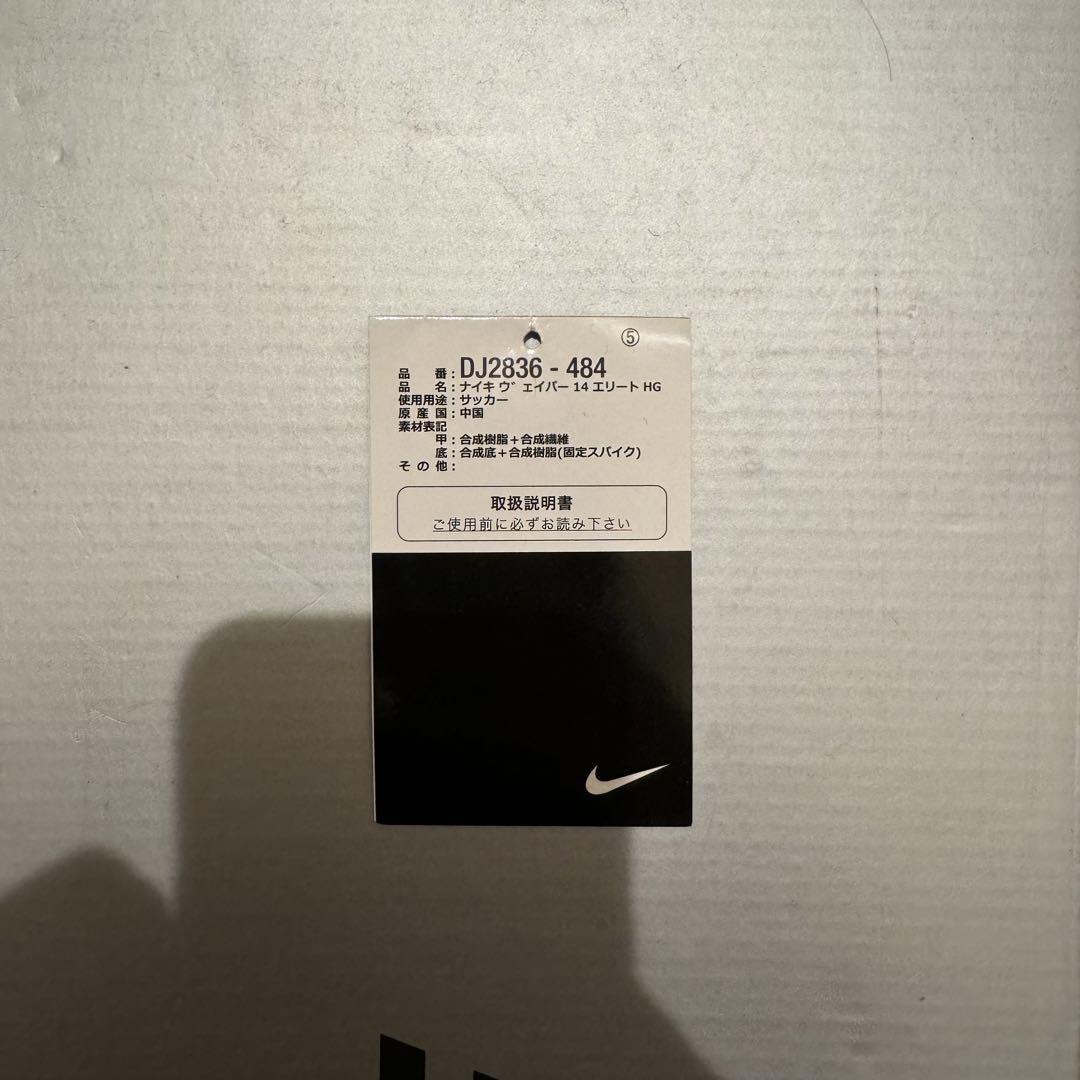 ⑤
品番：DJ2836 - 484
品名：ナイキ ヴェイパー 14 エリート HG
使用用途：サッカー
原産国：中国
素材表記
甲：合成樹脂＋合成繊維
底：合成底＋合成樹脂(固定スパイク)
その他：
取扱説明書
ご使用前に必ずお読み下さい